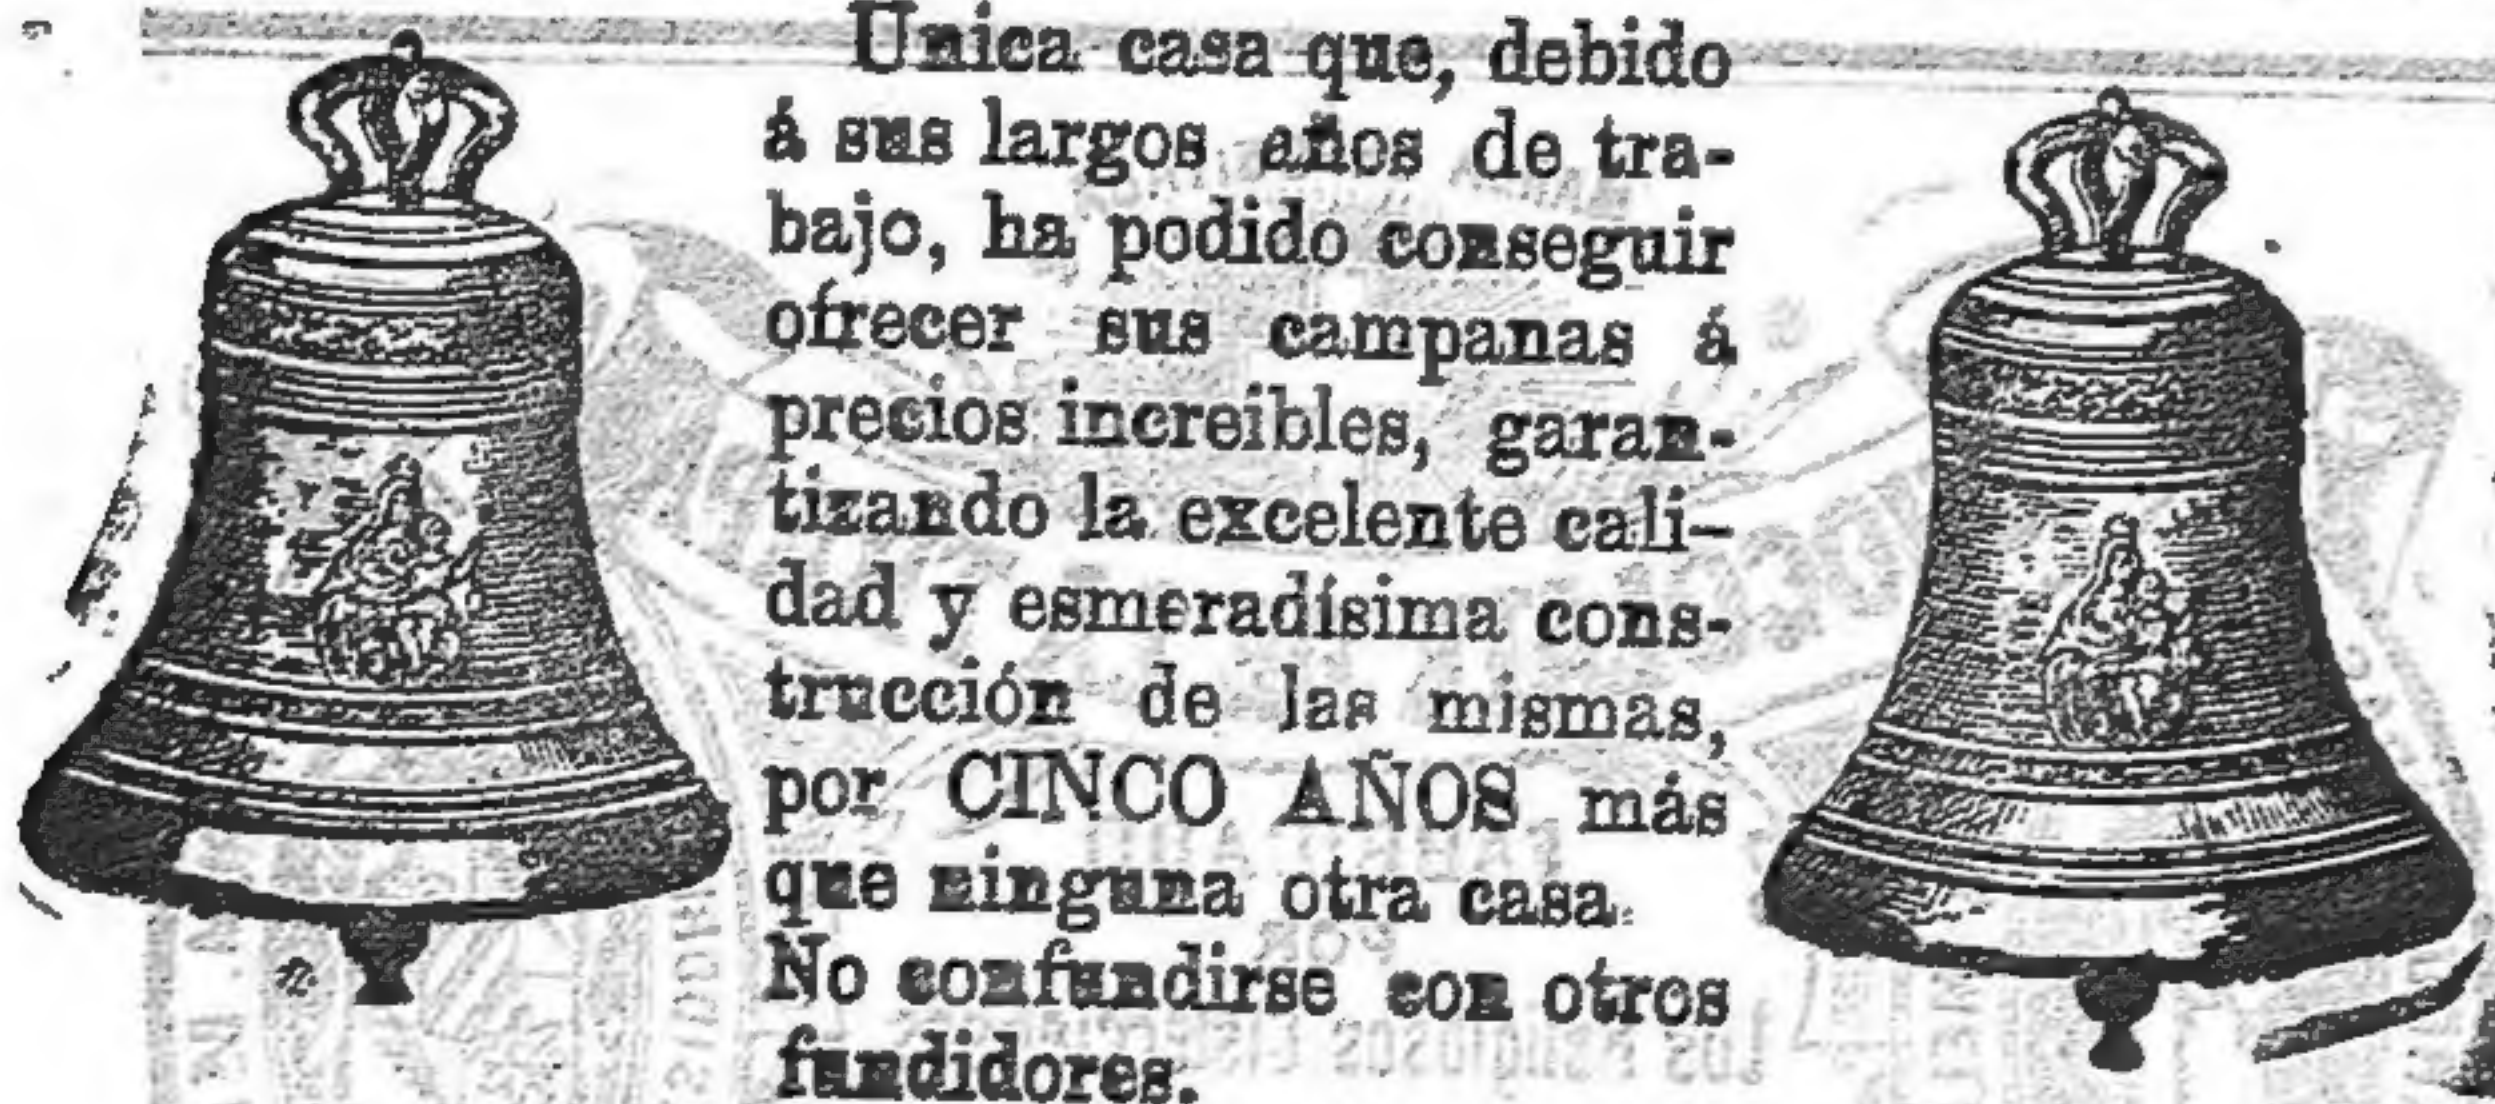 Unica casa que, debido
á sus largos años de tra-
bajo, ha podido conseguir
ofrecer sus campanas á
precios increibles, garan-
tizando la excelente cali-
dad y esmeradísima cons-
trucción de las mismas,
por CINCO AÑOS más
que ninguna otra casa.
No confundirse con otros
fundidores.